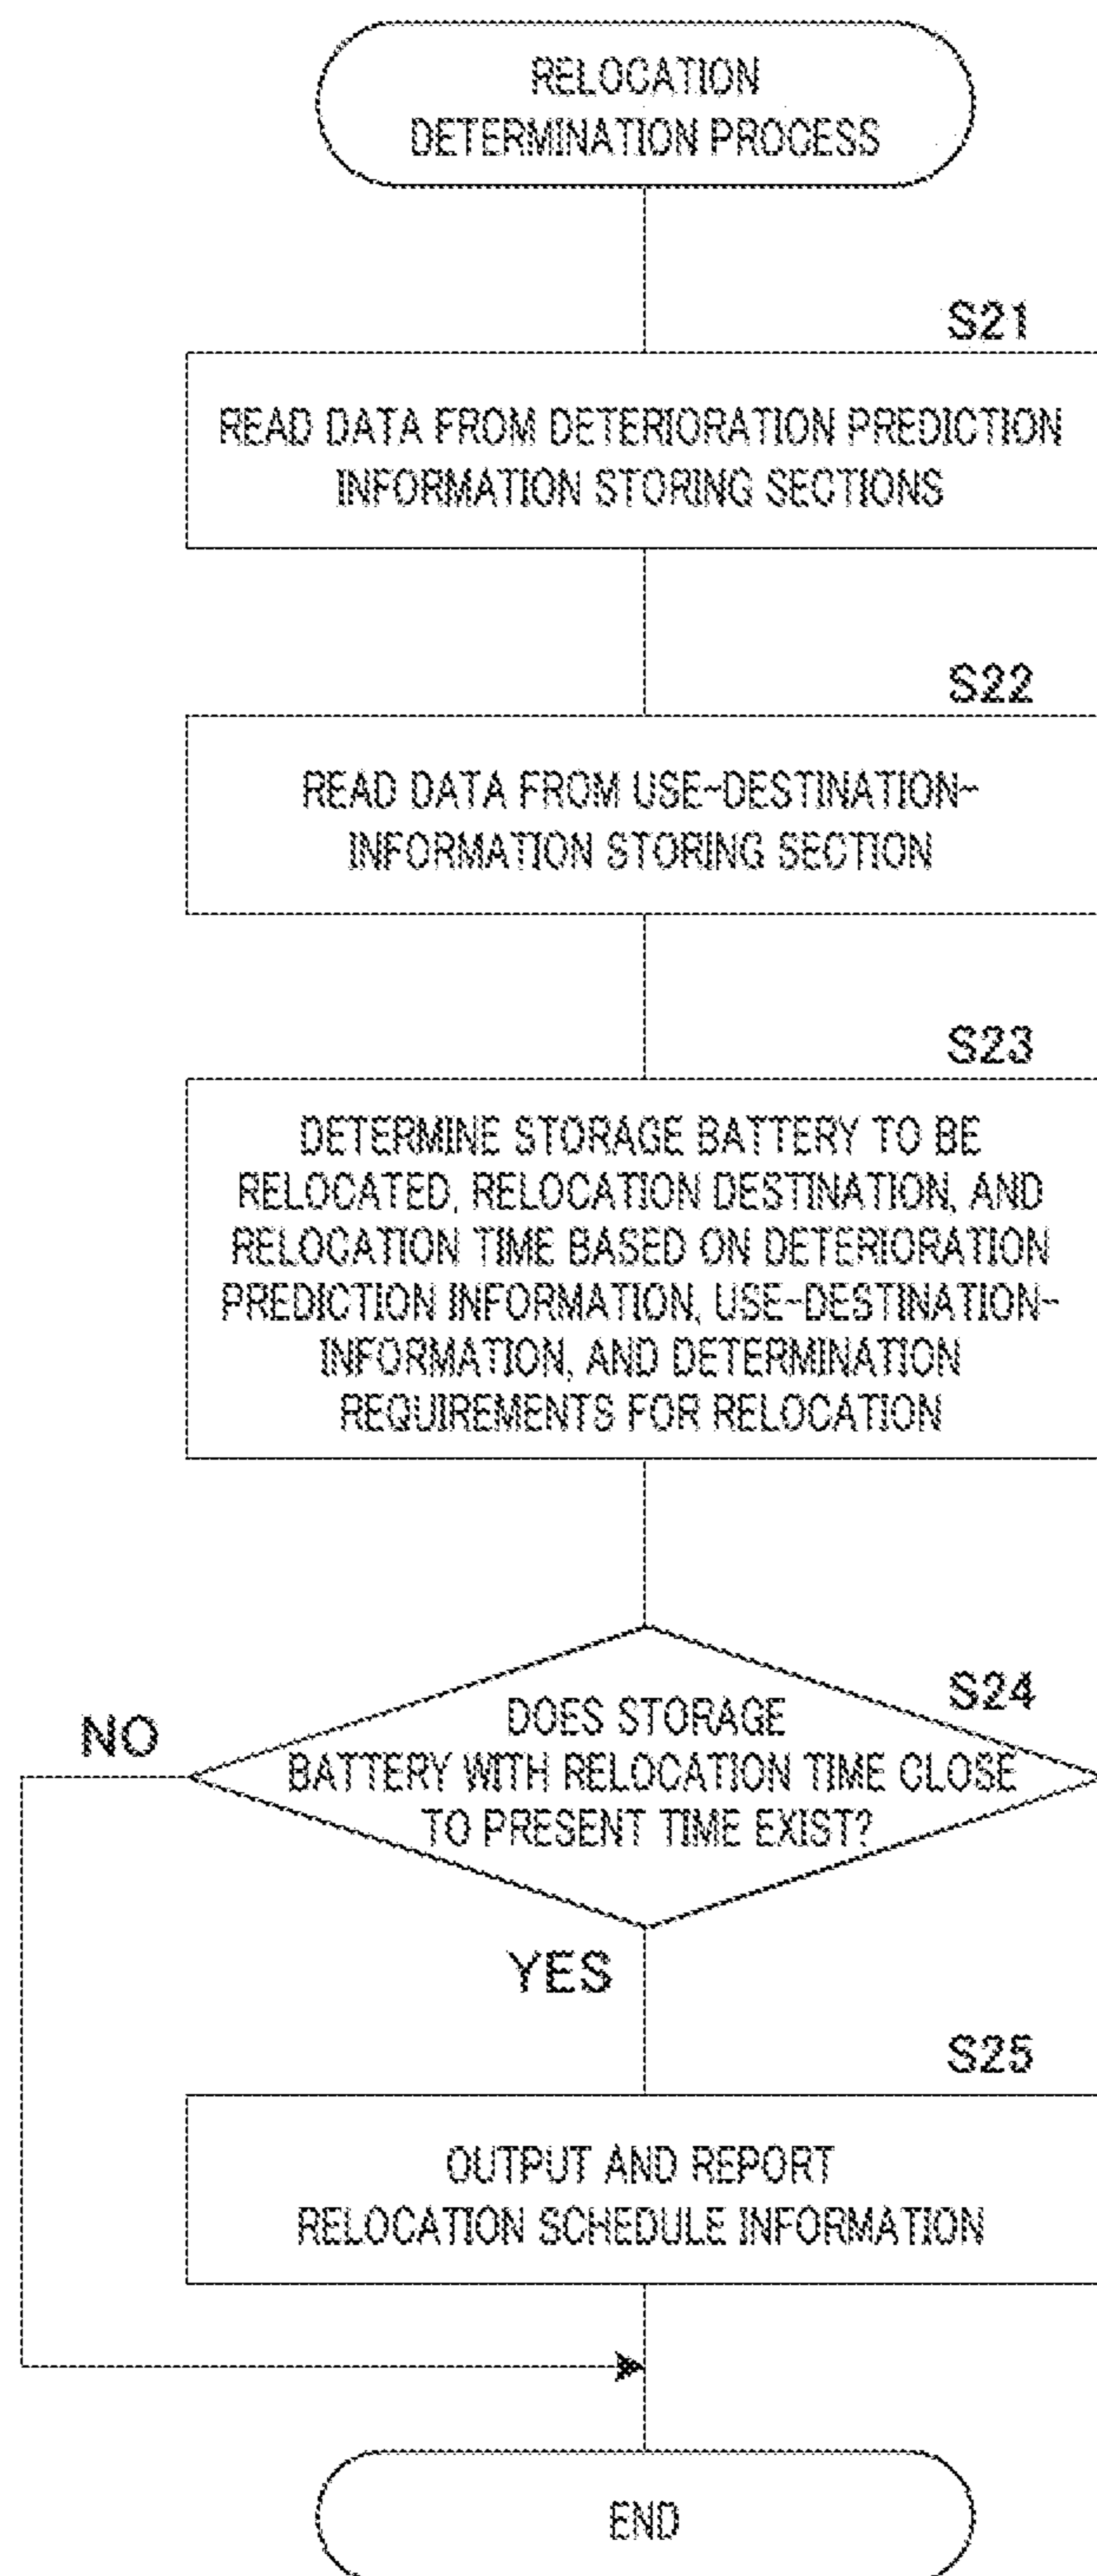 RELOCATION
DETERMINATION PROCESS
S21
READ DATA FROM DETERIORATION PREDICTION
INFORMATION STORING SECTIONS
S22
READ DATA FROM USE-DESTINATION-
INFORMATION STORING SECTION
S23
DETERMINE STORAGE BATTERY TO BE
RELOCATED, RELOCATION DESTINATION, AND
RELOCATION TIME BASED ON DETERIORATION
PREDICTION INFORMATION, USE-DESTINATION-
INFORMATION, AND DETERMINATION
REQUIREMENTS FOR RELOCATION
S24
NO
DOES STORAGE
BATTERY WITH RELOCATION TIME CLOSE
TO PRESENT TIME EXIST?
YES
S25
OUTPUT AND REPORT
RELOCATION SCHEDULE INFORMATION
END